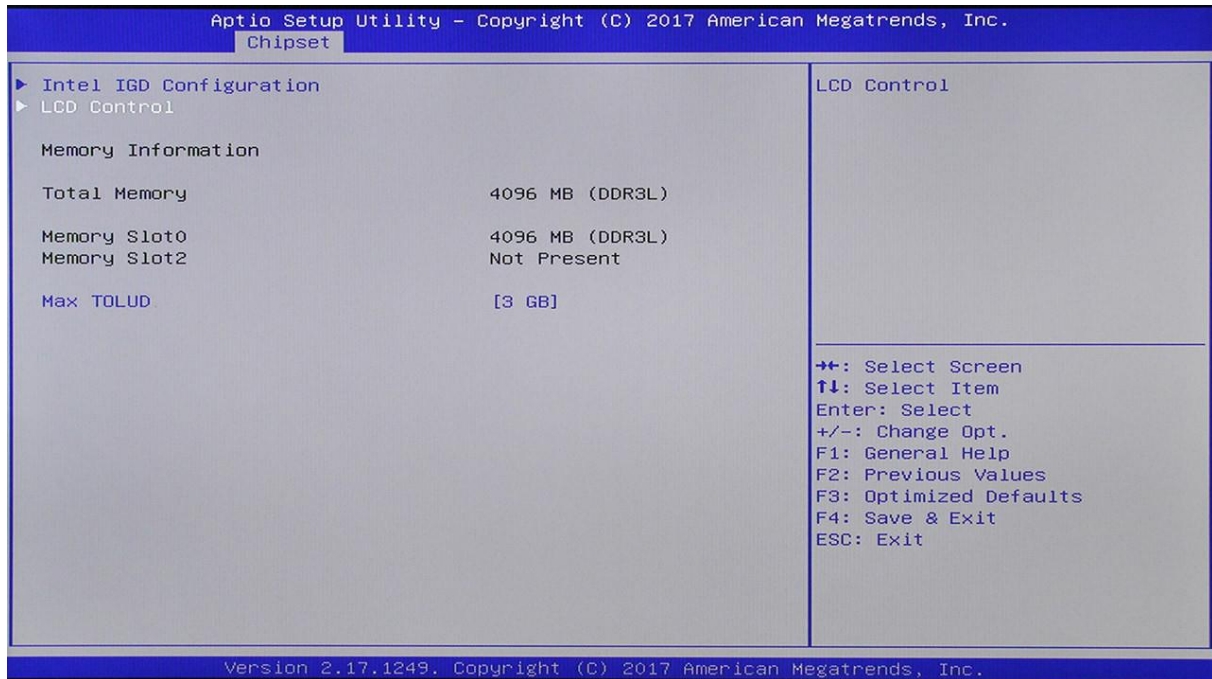 Aptio Setup Utility – Copyright (C) 2017 American Megatrends, Inc.
Chipset
Intel IGD Configuration
LCD Control
Memory Information
Total Memory 4096 MB (DDR3L)
Memory Slot0 4096 MB (DDR3L)
Memory Slot2 Not Present
Max TOLUD [3 GB]
LCD Control
→←: Select Screen
↑↓: Select Item
Enter: Select
+/-: Change Opt.
F1: General Help
F2: Previous Values
F3: Optimized Defaults
F4: Save & Exit
ESC: Exit
Version 2.17.1249. Copyright (C) 2017 American Megatrends, Inc.